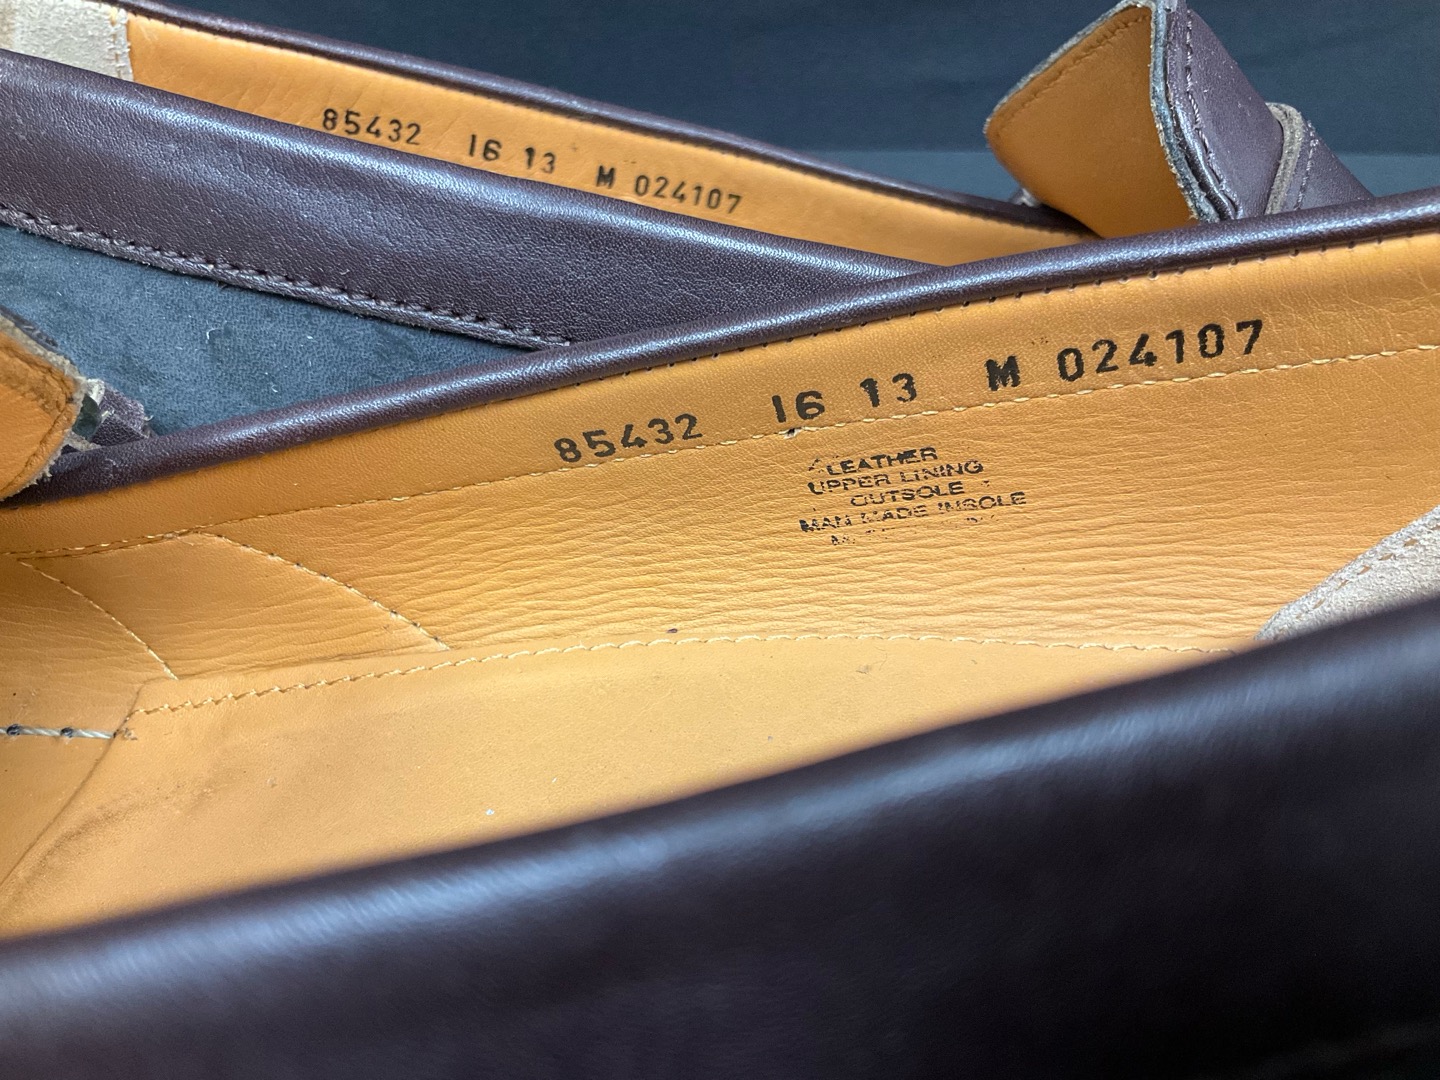 85432 16 13 M 024107
85432 16 13 M 024107
LEATHER
UPPER LINING
OUTSOLE
MAN MADE INSOLE